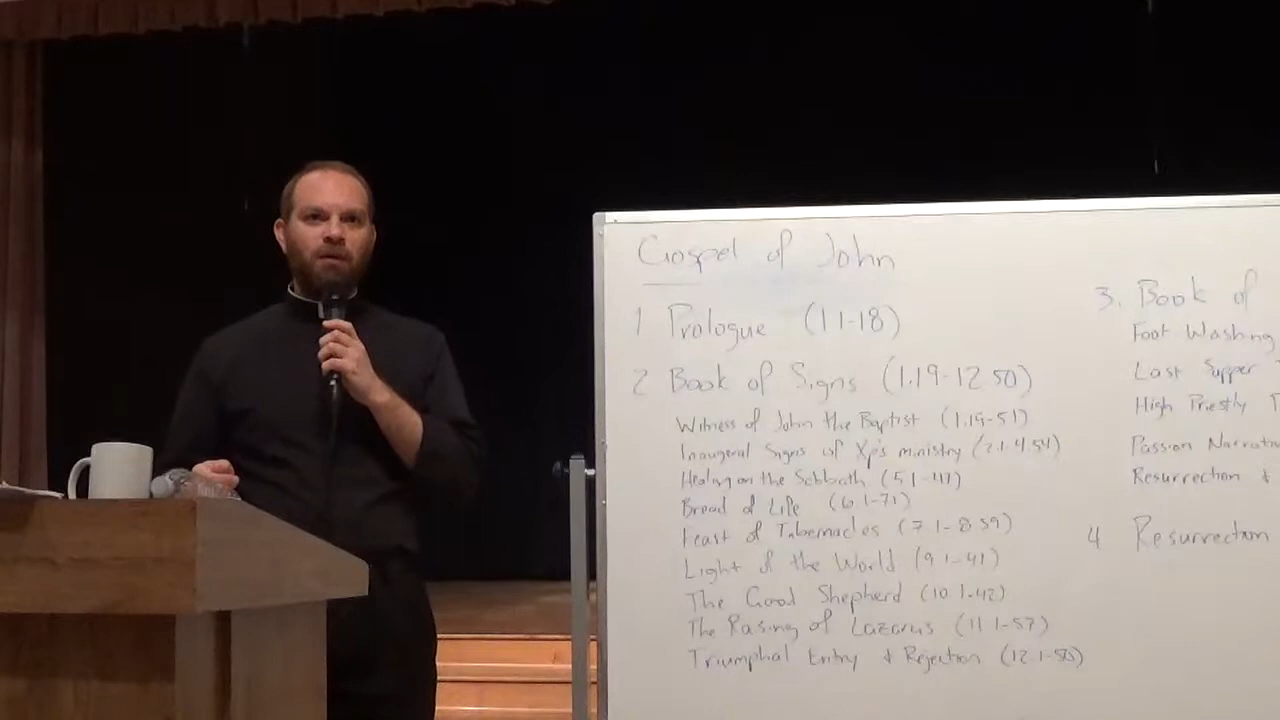 Gospel of John
1 Prologue (1 1-18)
2 Book of Signs (1.19-12 50)
Witness of John the Baptist (1.19-51)
Inaugural Signs of Xp's ministry (2.1-4.54)
Healing on the Sabbath (5 1-47)
Bread of Life (6 1-71)
Feast of Tabernacles (7 1-8 59)
Light of the World (9 1-41)
The Good Shepherd (10 1-42)
The Rasing of Lazarus (11 1-57)
Triumphal Entry & Rejection (12.1-50)
3. Book of
Foot Washing
Last Supper
High Priestly
Passion Narrativ
Resurrection &
4 Resurrection